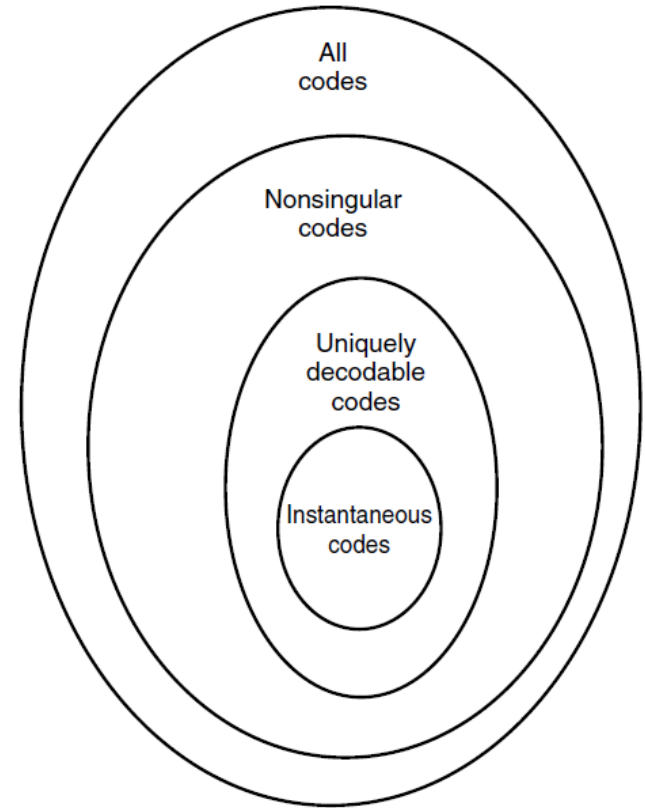 All
codes
Nonsingular
codes
Uniquely
decodable
codes
Instantaneous
codes